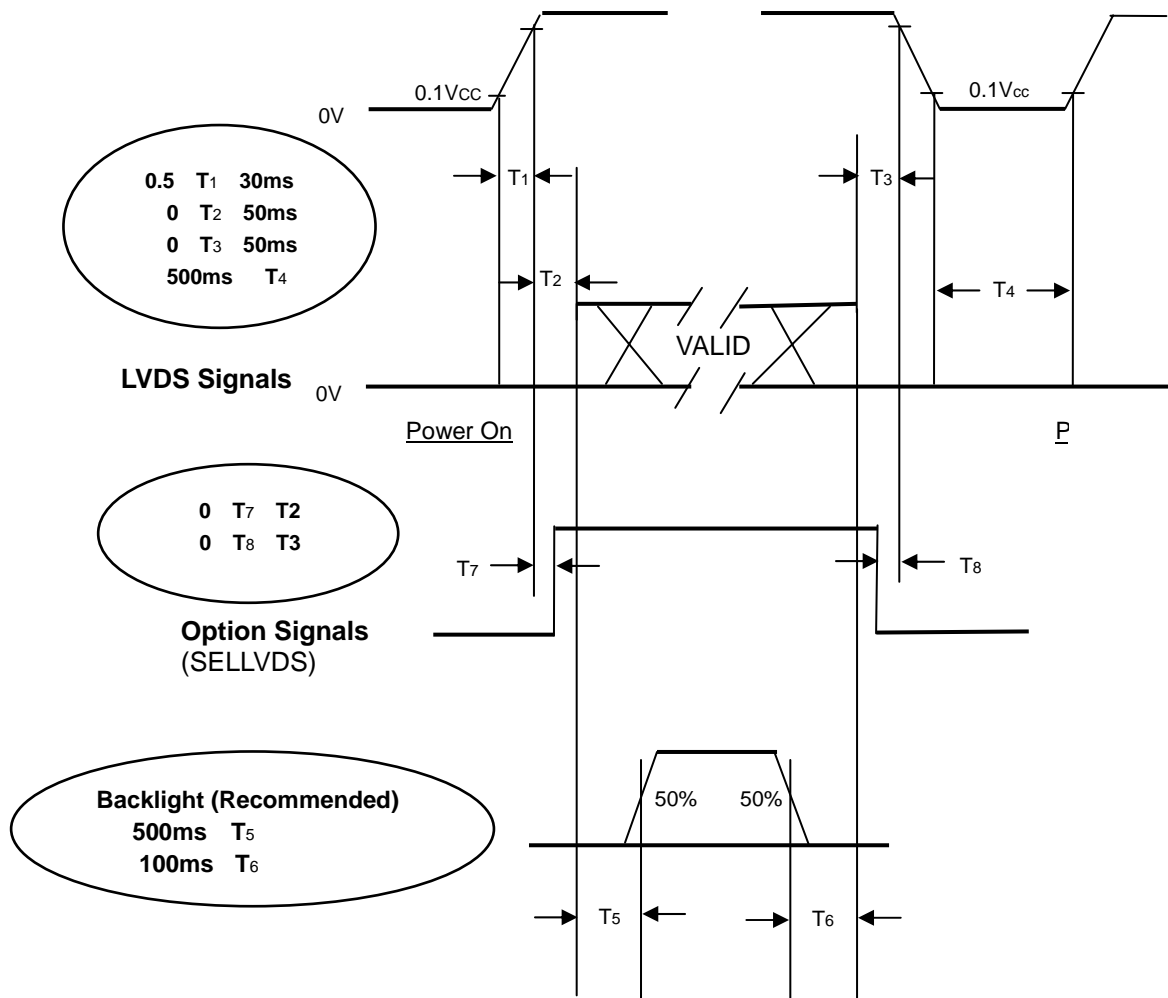 0.1VCC
0.1Vcc
0V
0.5 T1 30ms
0 T2 50ms
0 T3 50ms
500ms T4
T1
T3
T2
T4
VALID
LVDS Signals
0V
Power On
P
0 T7 T2
0 T8 T3
T7
T8
Option Signals
(SELLVDS)
Backlight (Recommended)
500ms T5
100ms T6
50%
50%
T5
T6